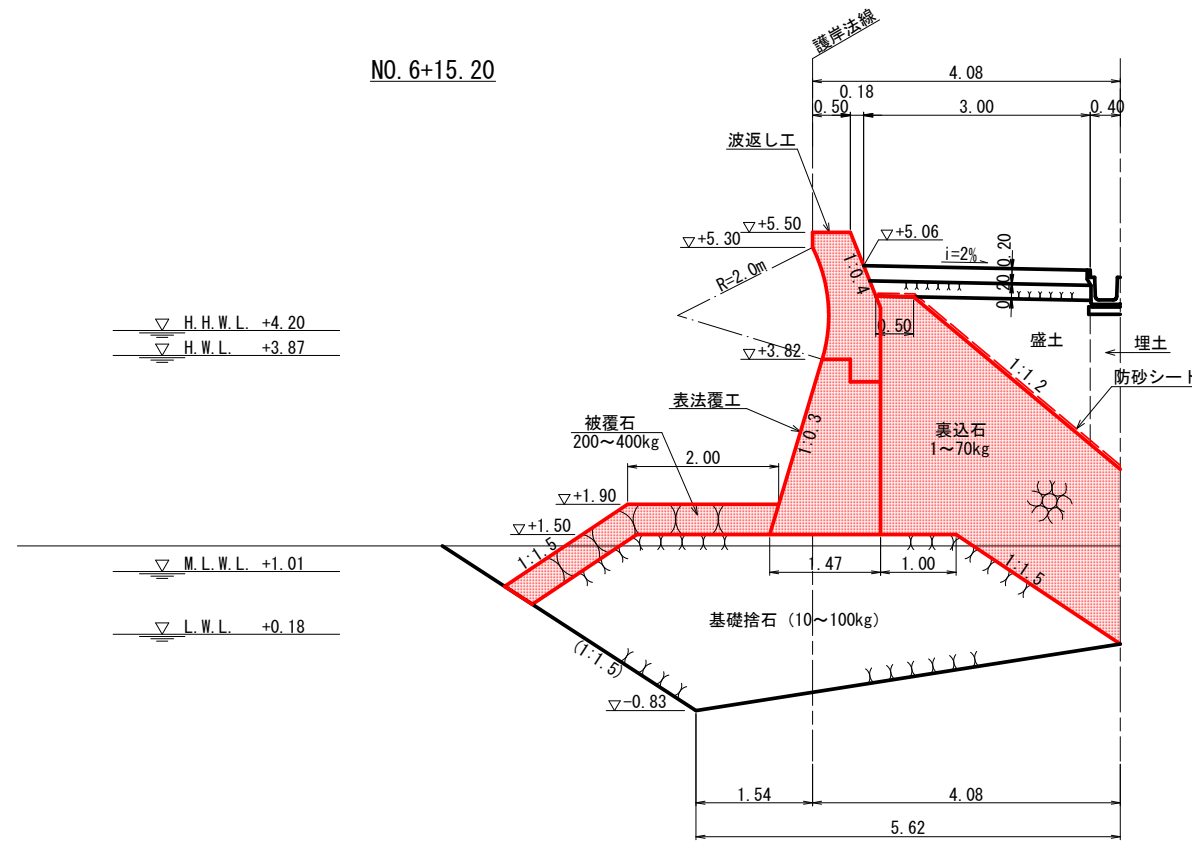 護岸法線
NO.6+15.20
4.08
0.18
0.50
3.00
0.40
波返し工
▽+5.50
▽+5.30
▽+5.06
i=2%
0.20
0.20
1:0.4
R=2.0m
0.50
▽ H.H.W.L. +4.20
▽ H.W.L. +3.87
▽+3.82
盛土
埋土
1:1.2
防砂シート
表法覆工
1:0.3
被覆石
200～400kg
裏込石
1～70kg
2.00
▽+1.90
▽+1.50
1:1.5
▽ M.L.W.L. +1.01
1.47
1.00
1:1.5
▽ L.W.L. +0.18
基礎捨石 (10～100kg)
(1:1.5)
▽-0.83
1.54
4.08
5.62